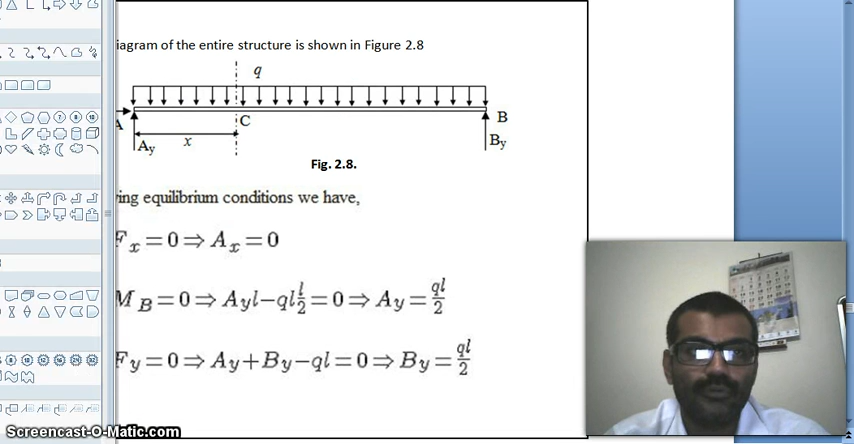 iagram of the entire structure is shown in Figure 2.8
q
A
C
B
Ay
x
By
Fig. 2.8.
ing equilibrium conditions we have,
Fx=0⇒Ax=0
MB=0⇒Ayl−ql l/2=0⇒Ay=ql/2
Fy=0⇒Ay+By−ql=0⇒By=ql/2
Screencast-O-Matic.com